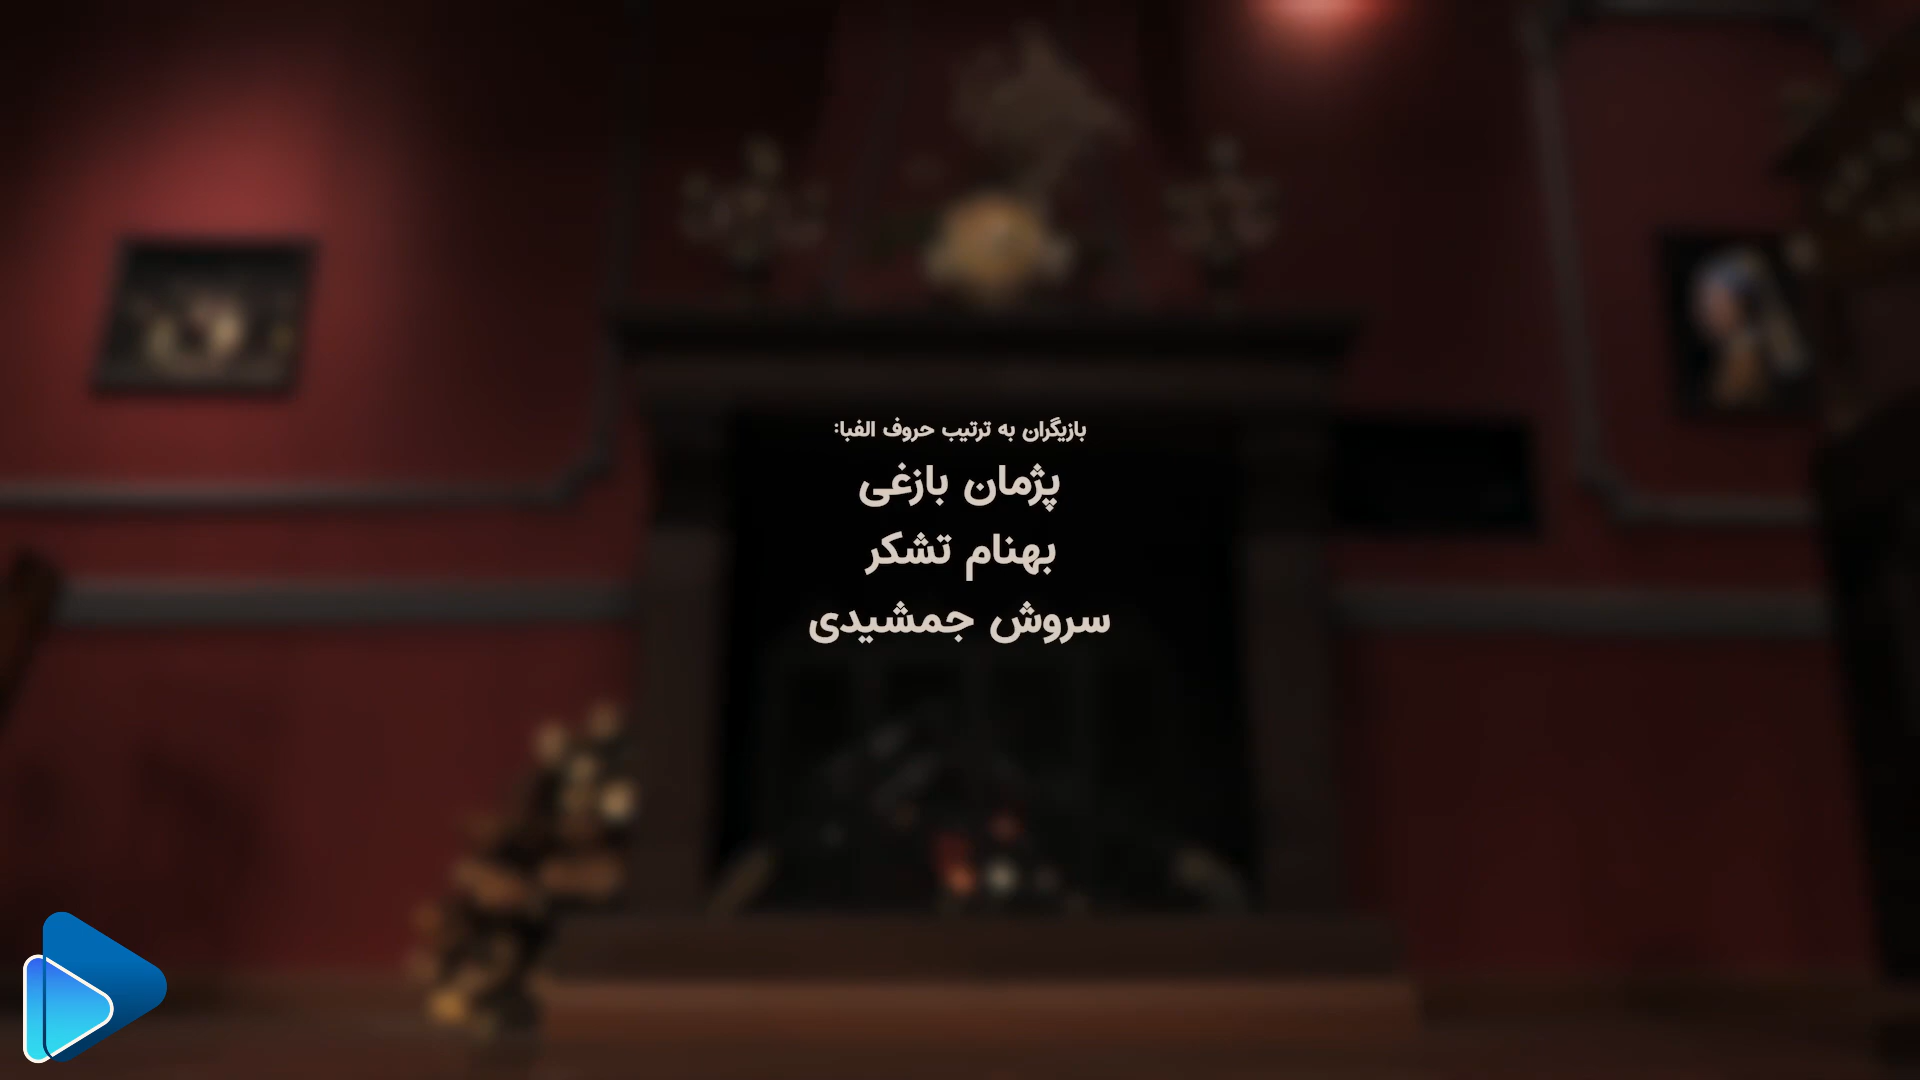 بازیگران به ترتیب حروف الفبا:
پژمان بازغی
بهنام تشکر
سروش جمشیدی